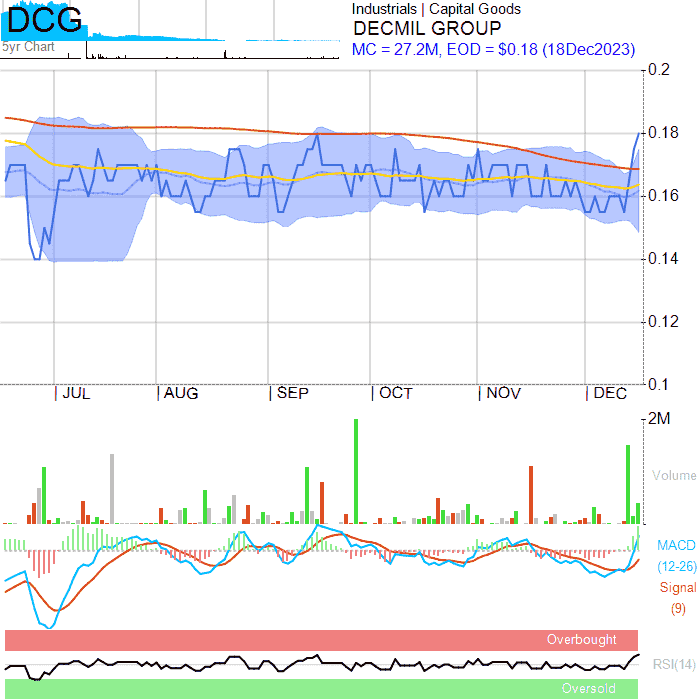 DCG
5yr Chart
Industrials | Capital Goods
DECMIL GROUP
MC = 27.2M, EOD = $0.18 (18Dec2023)
0.2
0.18
0.16
0.14
0.12
0.1
JUL AUG SEP OCT NOV DEC
2M
Volume
MACD
(12-26)
Signal
(9)
Overbought
RSI(14)
Oversold